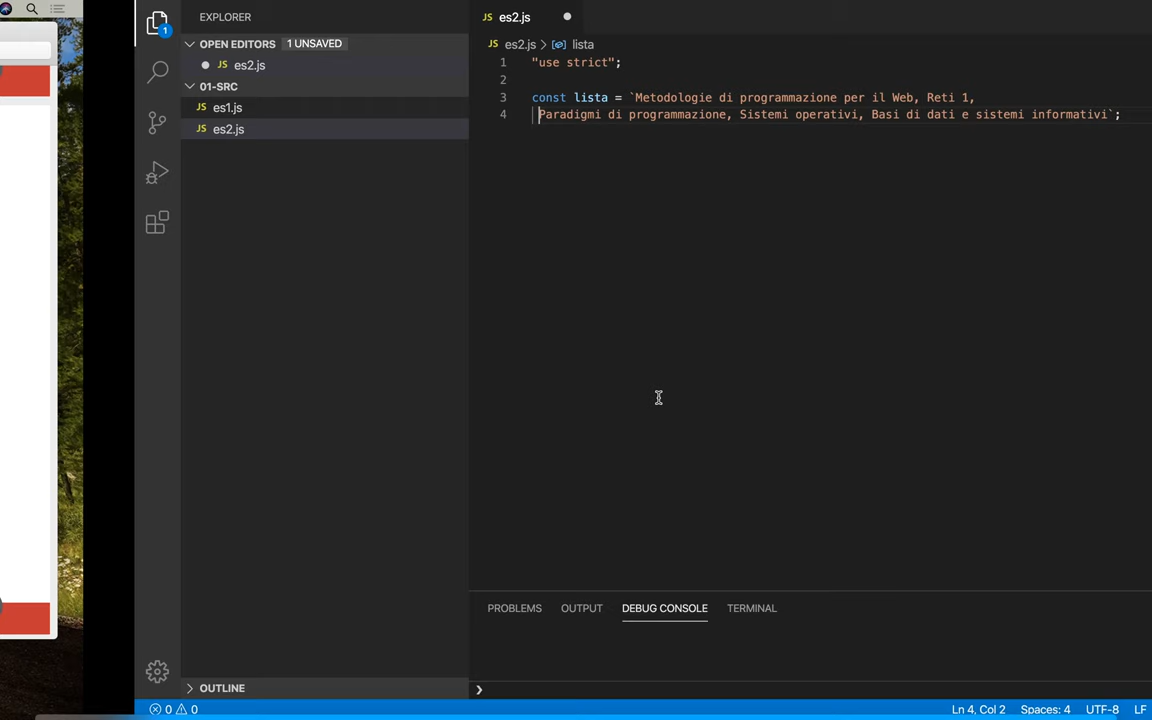 EXPLORER
OPEN EDITORS 1 UNSAVED
JS es2.js
01-SRC
JS es1.js
JS es2.js
OUTLINE
1
0 0
JS es2.js
JS es2.js > lista
1 "use strict";
2
3 const lista = `Metodologie di programmazione per il Web, Reti 1,
4 Paradigmi di programmazione, Sistemi operativi, Basi di dati e sistemi informativi`;
PROBLEMS OUTPUT DEBUG CONSOLE TERMINAL
Ln 4, Col 2 Spaces: 4 UTF-8 LF